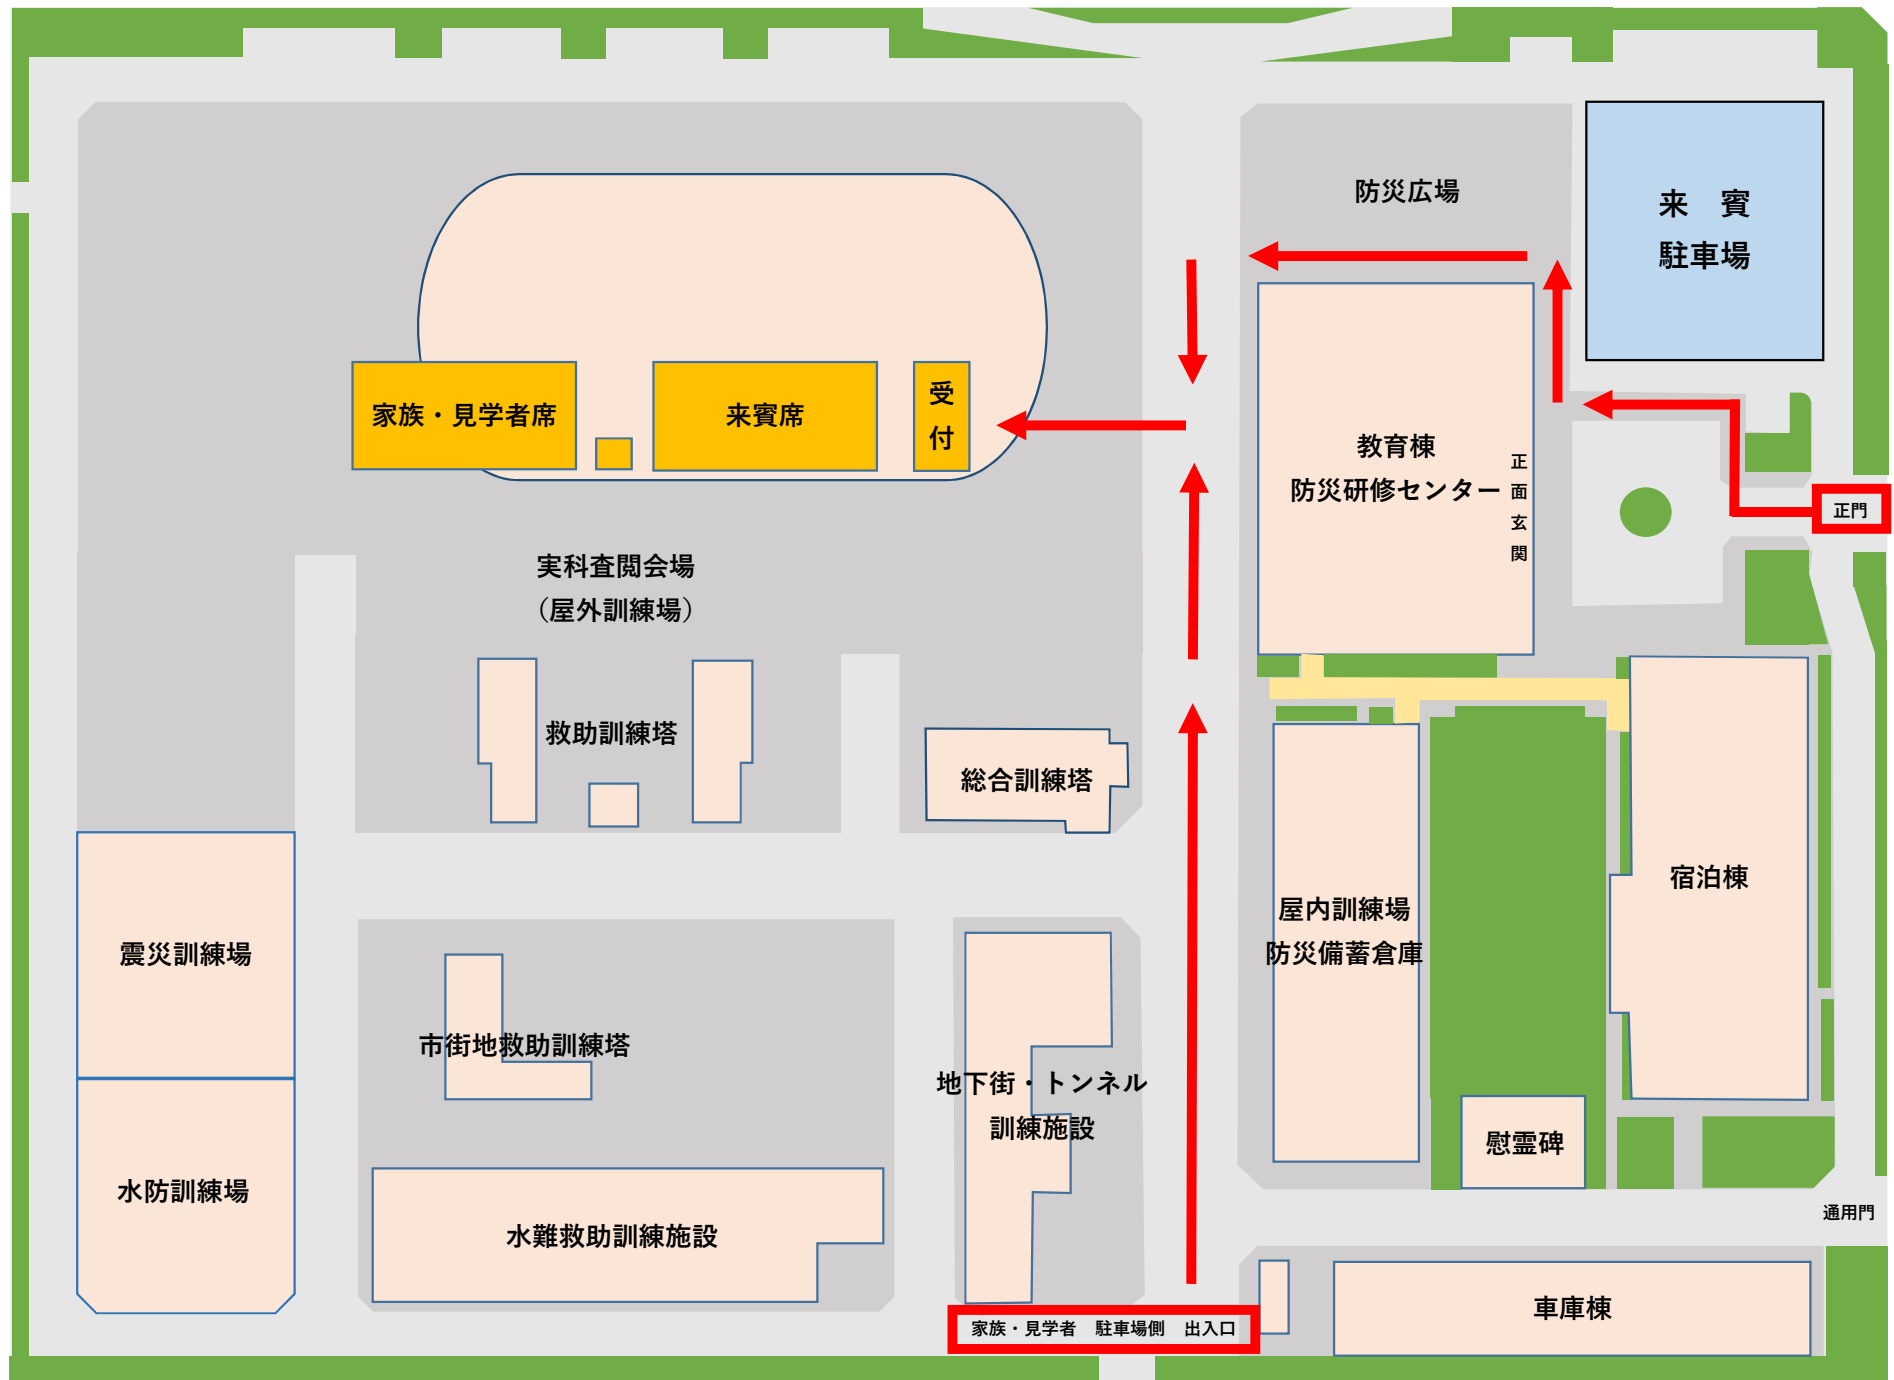 防災広場
来　賓
駐車場
家族・見学者席
来賓席
受
付
教育棟
防災研修センター
正
面
玄
関
正門
実科査閲会場
（屋外訓練場）
救助訓練塔
総合訓練塔
宿泊棟
屋内訓練場
防災備蓄倉庫
震災訓練場
市街地救助訓練塔
地下街・トンネル
訓練施設
慰霊碑
水防訓練場
水難救助訓練施設
通用門
車庫棟
家族・見学者　駐車場側　出入口